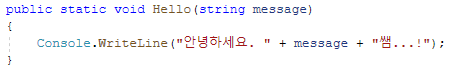 public static void Hello(string message)
{
    Console.WriteLine("안녕하세요. " + message + "쌤...!");
}